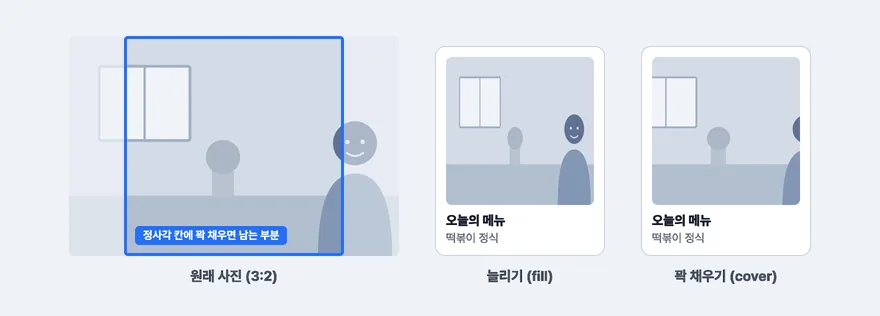 정사각 칸에 꽉 채우면 남는 부분
원래 사진 (3:2)
오늘의 메뉴
떡볶이 정식
늘리기 (fill)
오늘의 메뉴
떡볶이 정식
꽉 채우기 (cover)